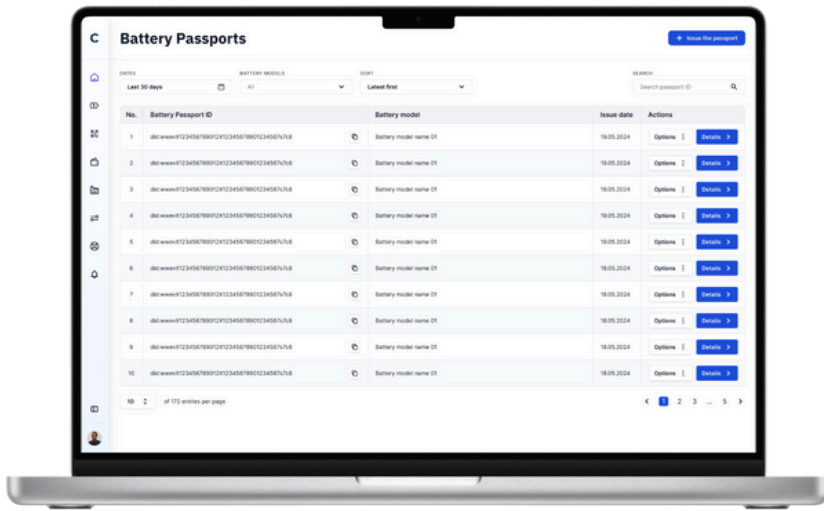 C
Battery Passports
+ Issue the passport
DATES BATTERY MODELS SORT SEARCH
Last 30 days All Latest first Search passport ID
No. Battery Passport ID Battery model Issue date Actions
1 Battery model name 01 19.05.2024 Options Details >
2 Battery model name 01 18.05.2024 Options Details >
3 Battery model name 01 18.05.2024 Options Details >
4 Battery model name 01 18.05.2024 Options Details >
5 Battery model name 01 18.05.2024 Options Details >
6 Battery model name 01 18.05.2024 Options Details >
7 Battery model name 01 18.05.2024 Options Details >
8 Battery model name 01 18.05.2024 Options Details >
9 Battery model name 01 18.05.2024 Options Details >
10 Battery model name 01 18.05.2024 Options Details >
10 of 173 entries per page < 1 2 3 ... 5 >